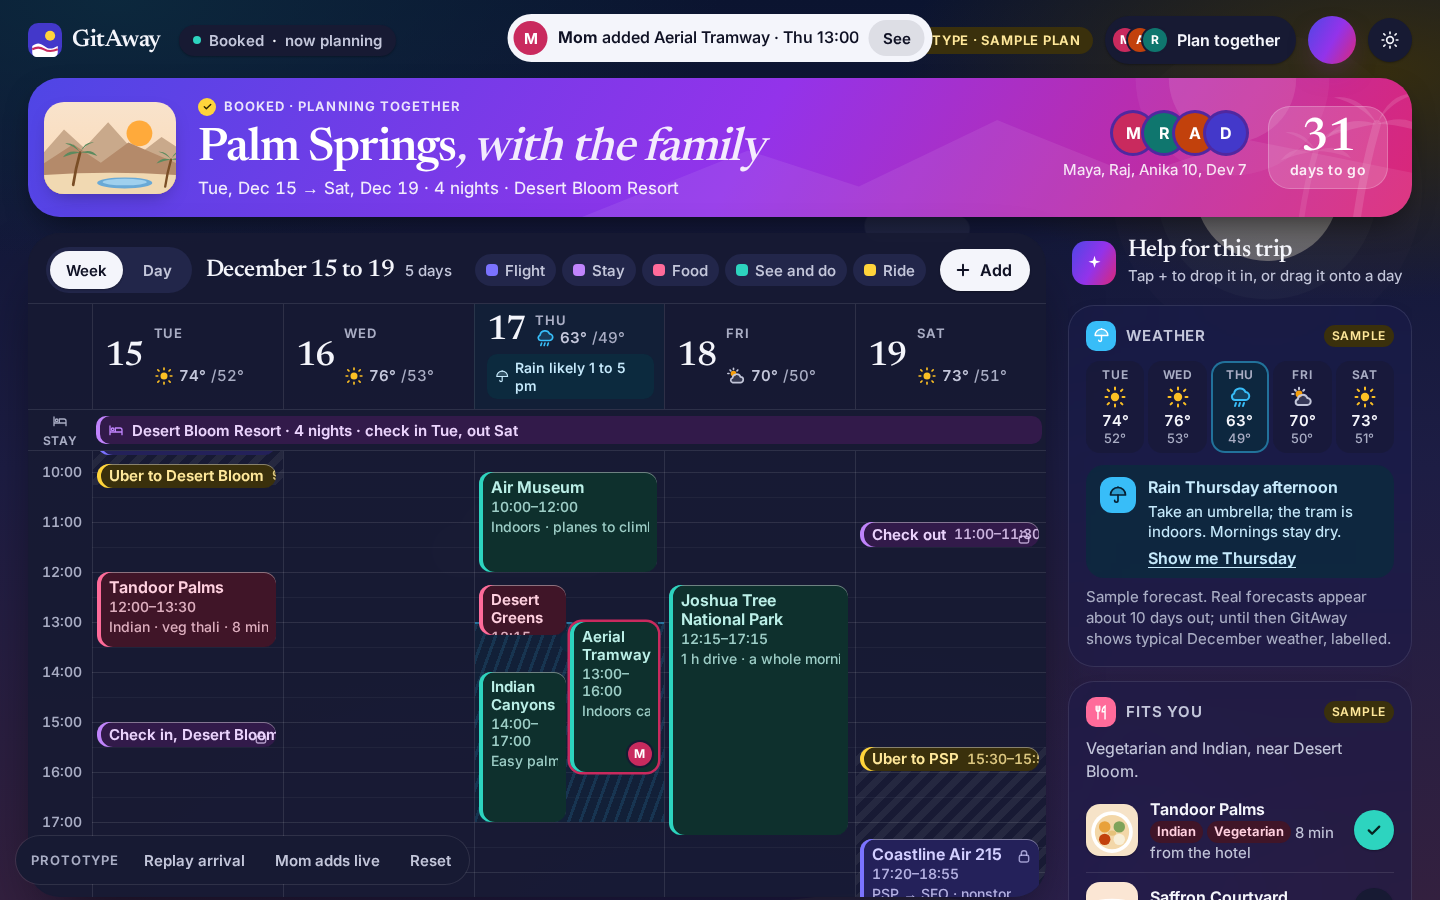 GitAway
Booked · now planning
M
Mom added Aerial Tramway · Thu 13:00
See
TYPE · SAMPLE PLAN
M A R
Plan together
BOOKED · PLANNING TOGETHER
Palm Springs, with the family
Tue, Dec 15 → Sat, Dec 19 · 4 nights · Desert Bloom Resort
M R A D
Maya, Raj, Anika 10, Dev 7
31
days to go
Week
Day
December 15 to 19
5 days
Flight
Stay
Food
See and do
Ride
+ Add
15 TUE
74° /52°
16 WED
76° /53°
17 THU
63° /49°
Rain likely 1 to 5
pm
18 FRI
70° /50°
19 SAT
73° /51°
STAY
Desert Bloom Resort · 4 nights · check in Tue, out Sat
10:00
11:00
12:00
13:00
14:00
15:00
16:00
17:00
Uber to Desert Bloom
Tandoor Palms
12:00–13:30
Indian · veg thali · 8 min
Check in, Desert Bloom
Air Museum
10:00–12:00
Indoors · planes to climb
Desert
Greens
Aerial
Tramway
13:00–
16:00
Indoors ca
M
Indian
Canyons
14:00–
17:00
Easy palm
Joshua Tree
National Park
12:15–17:15
1 h drive · a whole morni
Check out 11:00–11:30
Uber to PSP 15:30–15:
Coastline Air 215
17:20–18:55
PSP → SFO · nonstop
PROTOTYPE
Replay arrival
Mom adds live
Reset
Help for this trip
Tap + to drop it in, or drag it onto a day
WEATHER
SAMPLE
TUE
74°
52°
WED
76°
53°
THU
63°
49°
FRI
70°
50°
SAT
73°
51°
Rain Thursday afternoon
Take an umbrella; the tram is
indoors. Mornings stay dry.
Show me Thursday
Sample forecast. Real forecasts appear
about 10 days out; until then GitAway
shows typical December weather, labelled.
FITS YOU
SAMPLE
Vegetarian and Indian, near Desert
Bloom.
Tandoor Palms
Indian Vegetarian 8 min
from the hotel
Saffron Courtyard